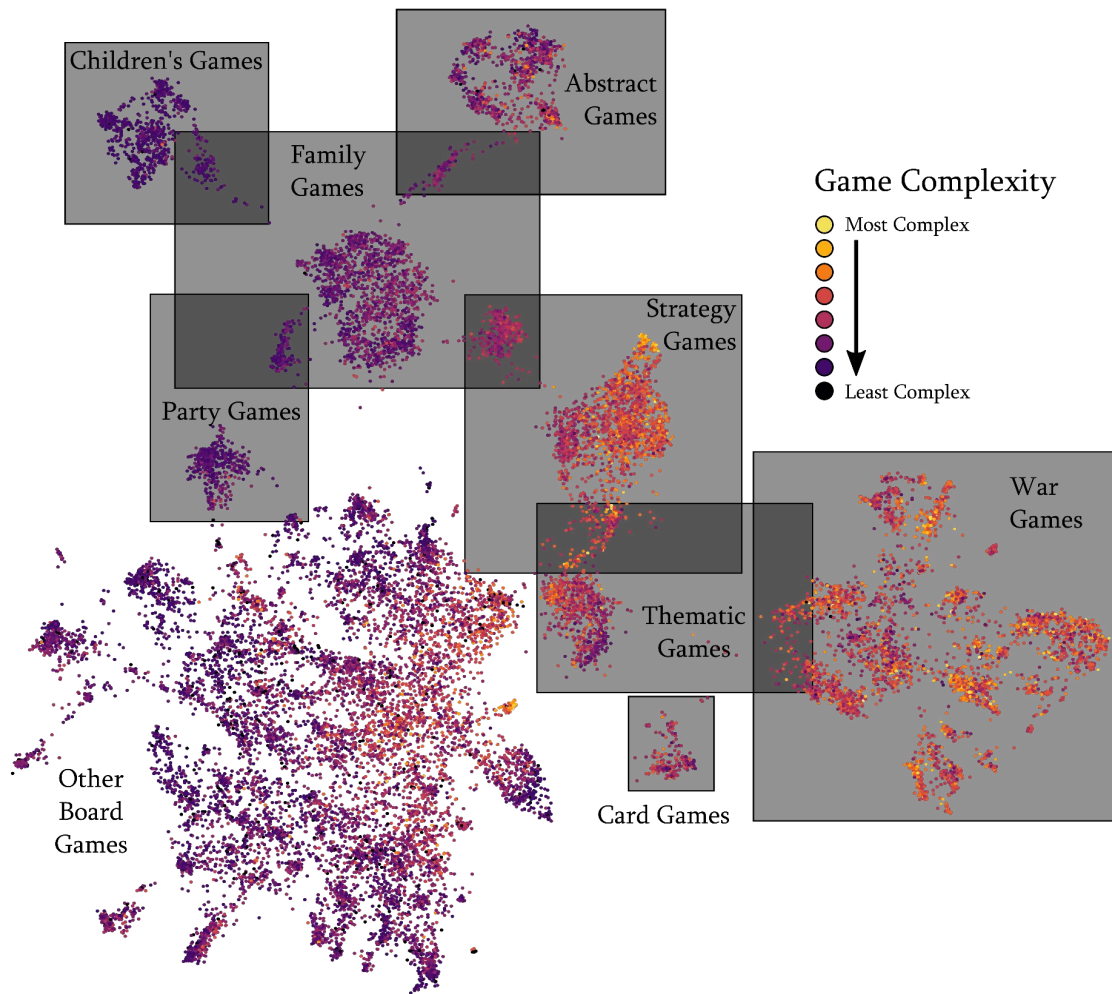 Children's Games
Abstract
Games
Family
Games
Game Complexity
Most Complex
Least Complex
Strategy
Games
Party Games
War
Games
Thematic
Games
Other
Board
Games
Card Games